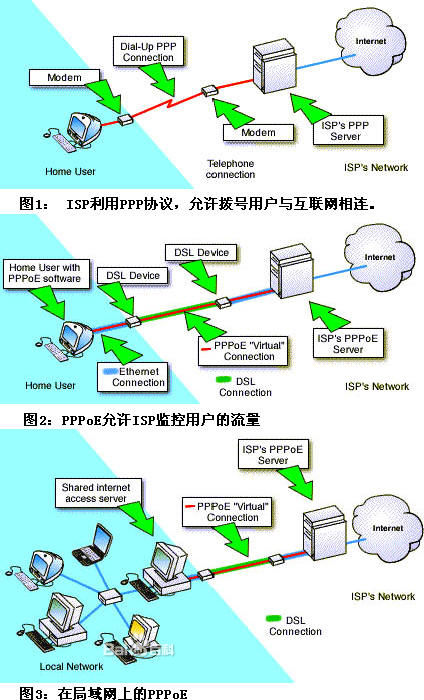 Dial-Up PPP
Connection
Internet
Modem
Modem
ISP's PPP
Server
Home User
Telephone
connection
ISP's Network
图1： ISP利用PPP协议，允许拨号用户与互联网相连。
Home User with
PPPoE software
DSL Device
DSL Device
Internet
PPPoE "Virtual"
Connection
ISP's PPPoE
Server
Ethernet
Connection
DSL
Connection
Home User
ISP's Network
图2：PPPoE允许ISP监控用户的流量
ISP's PPPoE
Server
Shared internet
access server
PPIPoE "Virtual"
Connection
Internet
ISP's Network
DSL
Connection
Local Network
Bai百科
图3：在局域网上的PPPoE